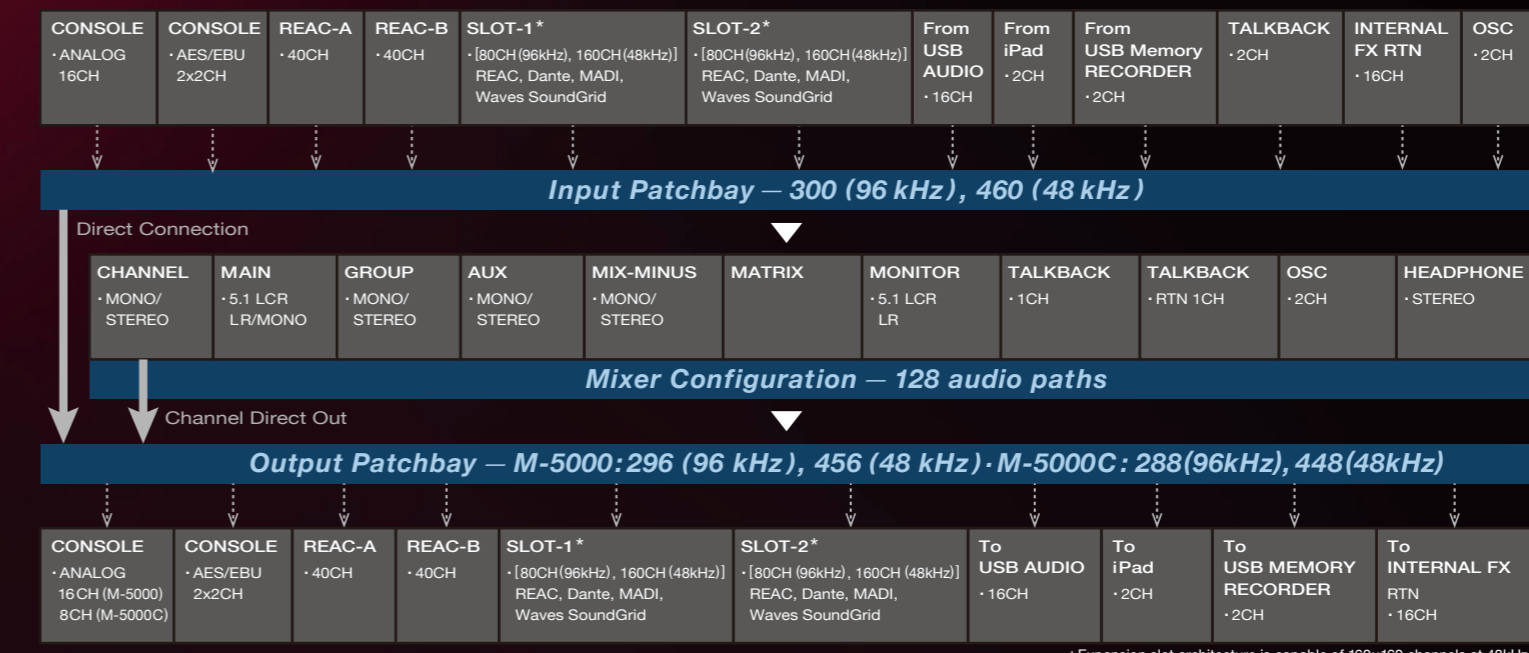 CONSOLE
· ANALOG
16CH
CONSOLE
· AES/EBU
2x2CH
REAC-A
· 40CH
REAC-B
· 40CH
SLOT-1*
· [80CH(96kHz), 160CH(48kHz)]
REAC, Dante, MADI,
Waves SoundGrid
SLOT-2*
· [80CH(96kHz), 160CH(48kHz)]
REAC, Dante, MADI,
Waves SoundGrid
From
USB
AUDIO
· 16CH
From
iPad
· 2CH
From
USB Memory
RECORDER
· 2CH
TALKBACK
· 2CH
INTERNAL
FX RTN
· 16CH
OSC
· 2CH
Input Patchbay — 300 (96 kHz), 460 (48 kHz)
Direct Connection
CHANNEL
· MONO/
STEREO
MAIN
· 5.1 LCR
LR/MONO
GROUP
· MONO/
STEREO
AUX
· MONO/
STEREO
MIX-MINUS
· MONO/
STEREO
MATRIX
MONITOR
· 5.1 LCR
LR
TALKBACK
· 1CH
TALKBACK
· RTN 1CH
OSC
· 2CH
HEADPHONE
· STEREO
Mixer Configuration — 128 audio paths
Channel Direct Out
Output Patchbay — M-5000: 296 (96 kHz), 456 (48 kHz) · M-5000C: 288(96kHz), 448(48kHz)
CONSOLE
· ANALOG
16CH (M-5000)
8CH (M-5000C)
CONSOLE
· AES/EBU
2x2CH
REAC-A
· 40CH
REAC-B
· 40CH
SLOT-1*
· [80CH(96kHz), 160CH(48kHz)]
REAC, Dante, MADI,
Waves SoundGrid
SLOT-2*
· [80CH (96kHz), 160CH (48kHz)]
REAC, Dante, MADI,
Waves SoundGrid
To
USB AUDIO
· 16CH
To
iPad
· 2CH
To
USB MEMORY
RECORDER
· 2CH
To
INTERNAL FX
RTN
· 16CH